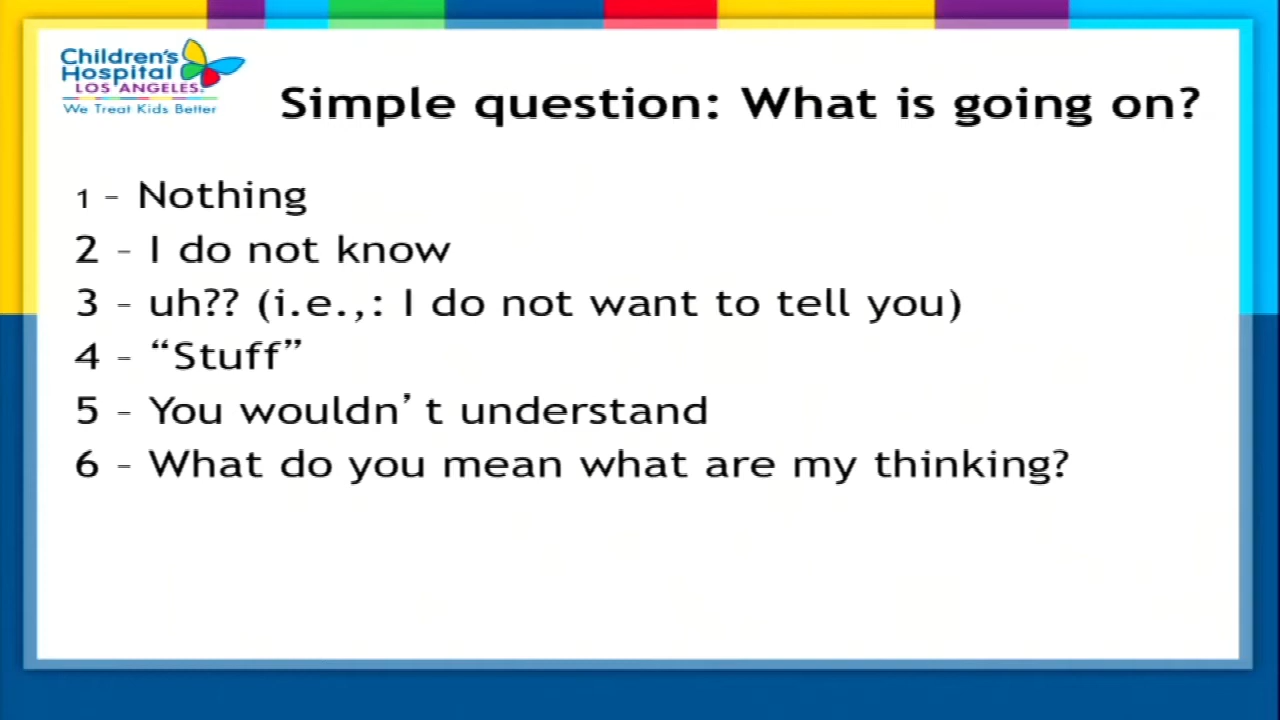 Children's
Hospital
LOS ANGELES.
We Treat Kids Better
Simple question: What is going on?
1 – Nothing
2 – I do not know
3 – uh?? (i.e.,: I do not want to tell you)
4 – “Stuff”
5 – You wouldn’t understand
6 – What do you mean what are my thinking?